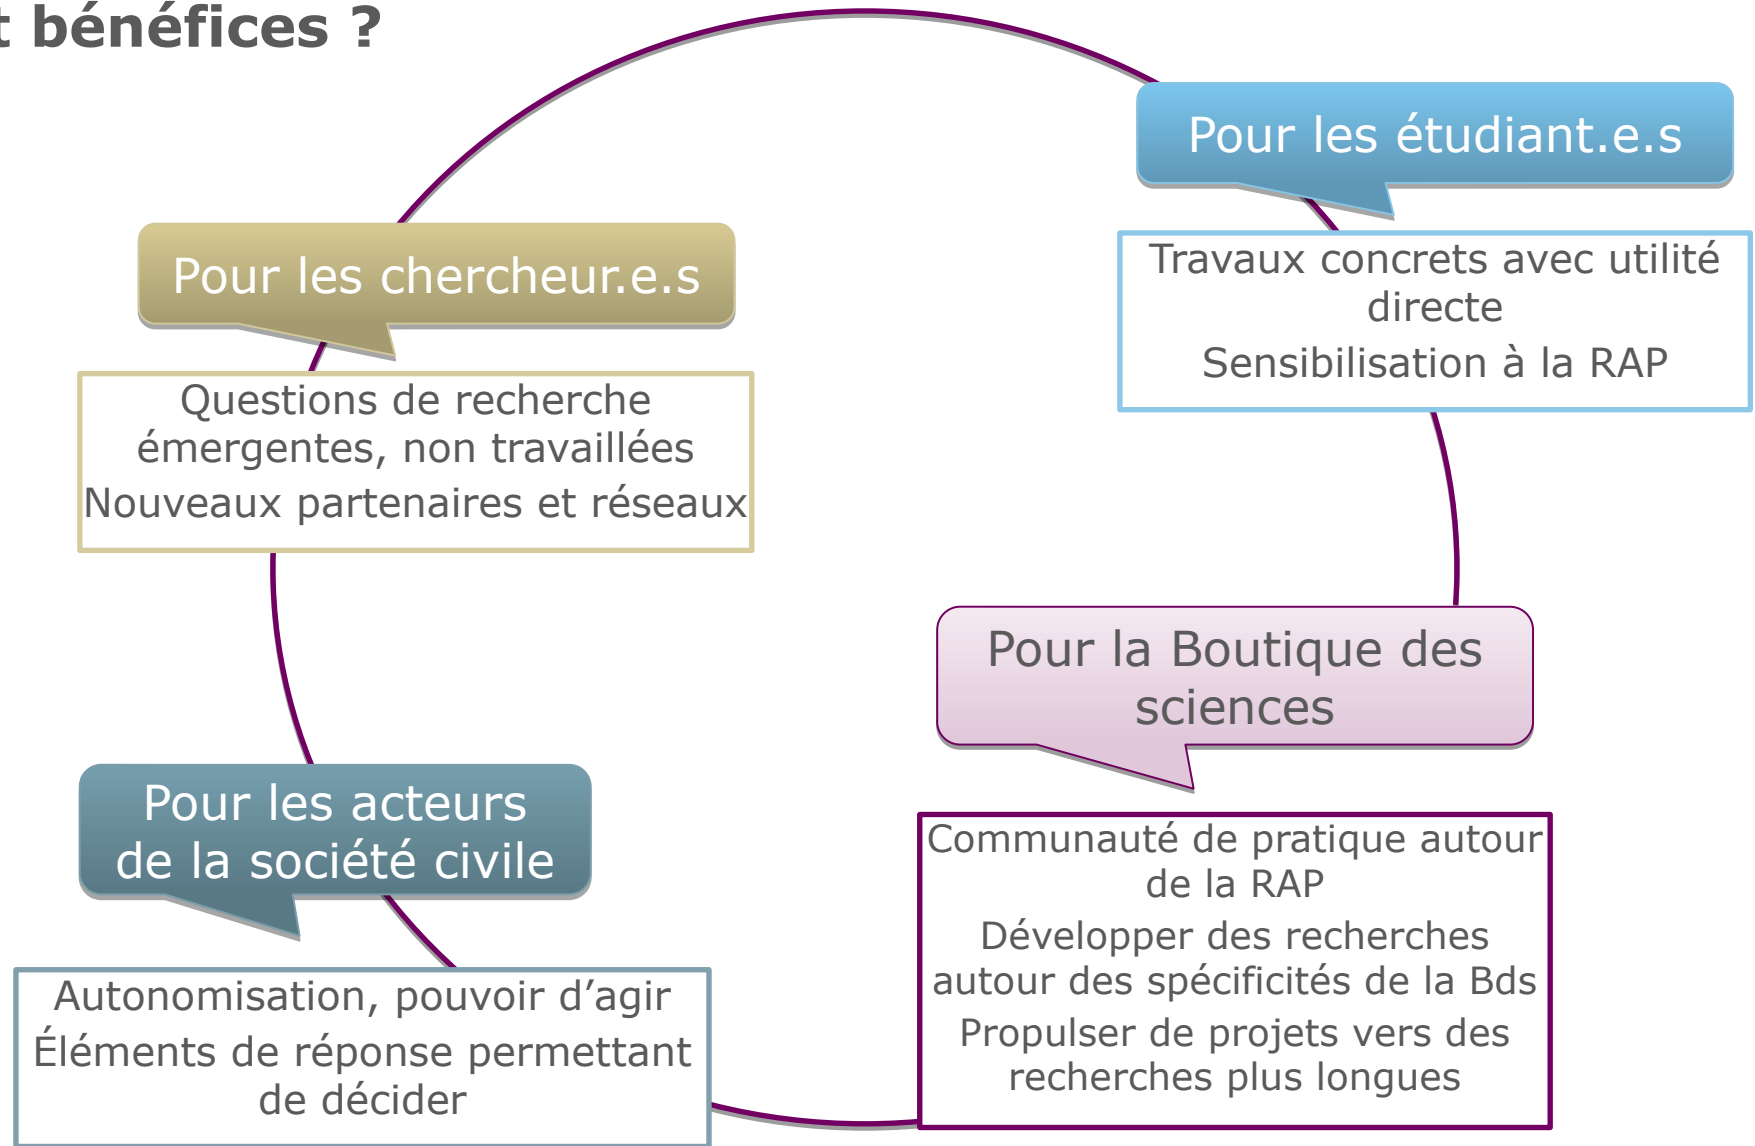 t bénéfices ?
Pour les étudiant.e.s
Travaux concrets avec utilité
directe
Sensibilisation à la RAP
Pour les chercheur.e.s
Questions de recherche
émergentes, non travaillées
Nouveaux partenaires et réseaux
Pour la Boutique des
sciences
Communauté de pratique autour
de la RAP
Développer des recherches
autour des spécificités de la Bds
Propulser de projets vers des
recherches plus longues
Pour les acteurs
de la société civile
Autonomisation, pouvoir d’agir
Éléments de réponse permettant
de décider